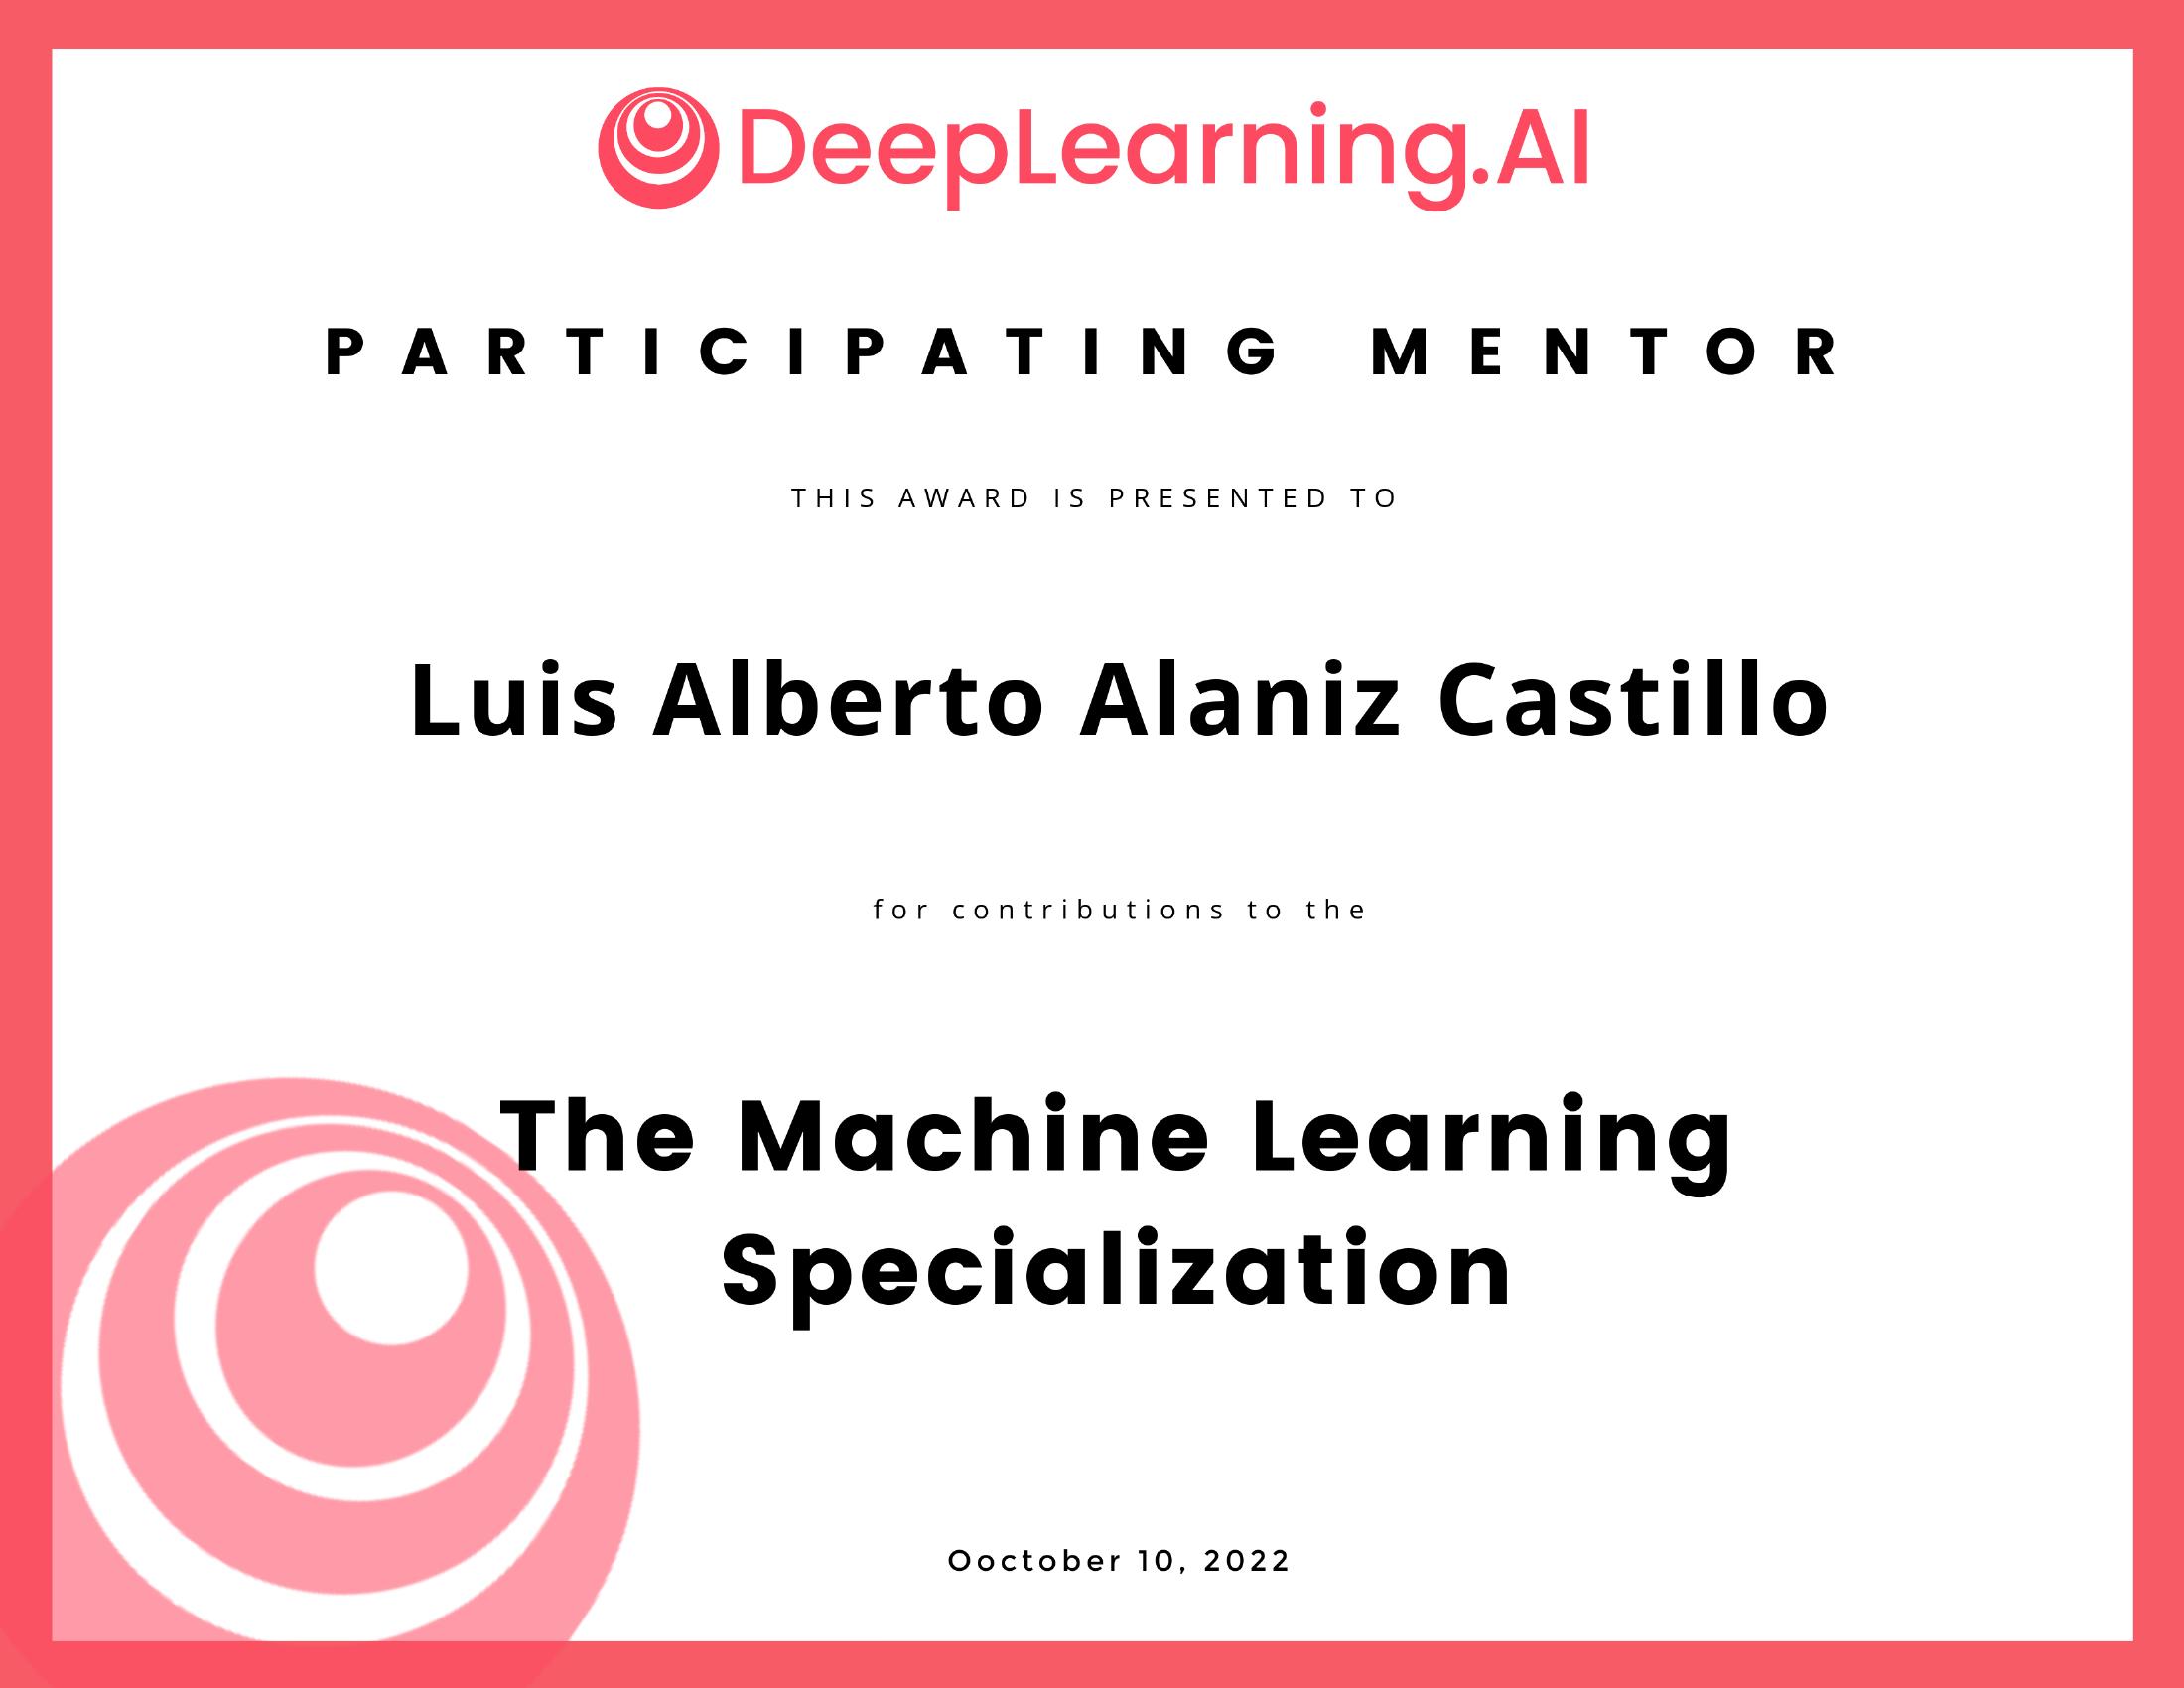 DeepLearning.AI
PARTICIPATING MENTOR
THIS AWARD IS PRESENTED TO
Luis Alberto Alaniz Castillo
for contributions to the
The Machine Learning
Specialization
Ooctober 10, 2022